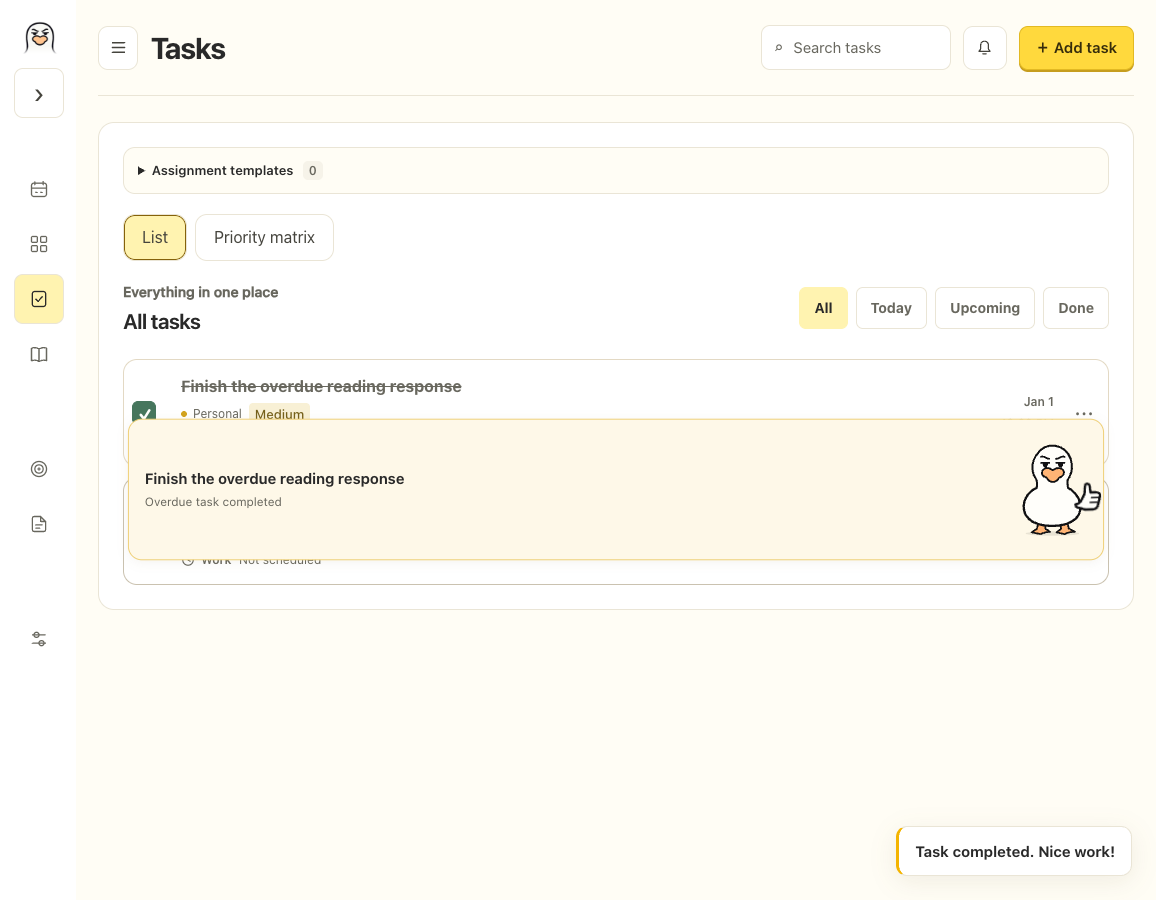 Tasks
Search tasks
+ Add task
Assignment templates 0
List
Priority matrix
Everything in one place
All tasks
All
Today
Upcoming
Done
Finish the overdue reading response
Personal Medium
Jan 1
Finish the overdue reading response
Overdue task completed
Work Not scheduled
Task completed. Nice work!